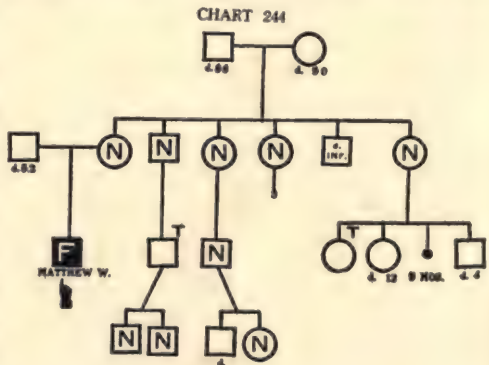 CHART 244
d.66 d. 90
N N N N d. INF. N
d.52
F T N T d. 12 9 MOS. d.4
MATTHEW W.
N N d. N